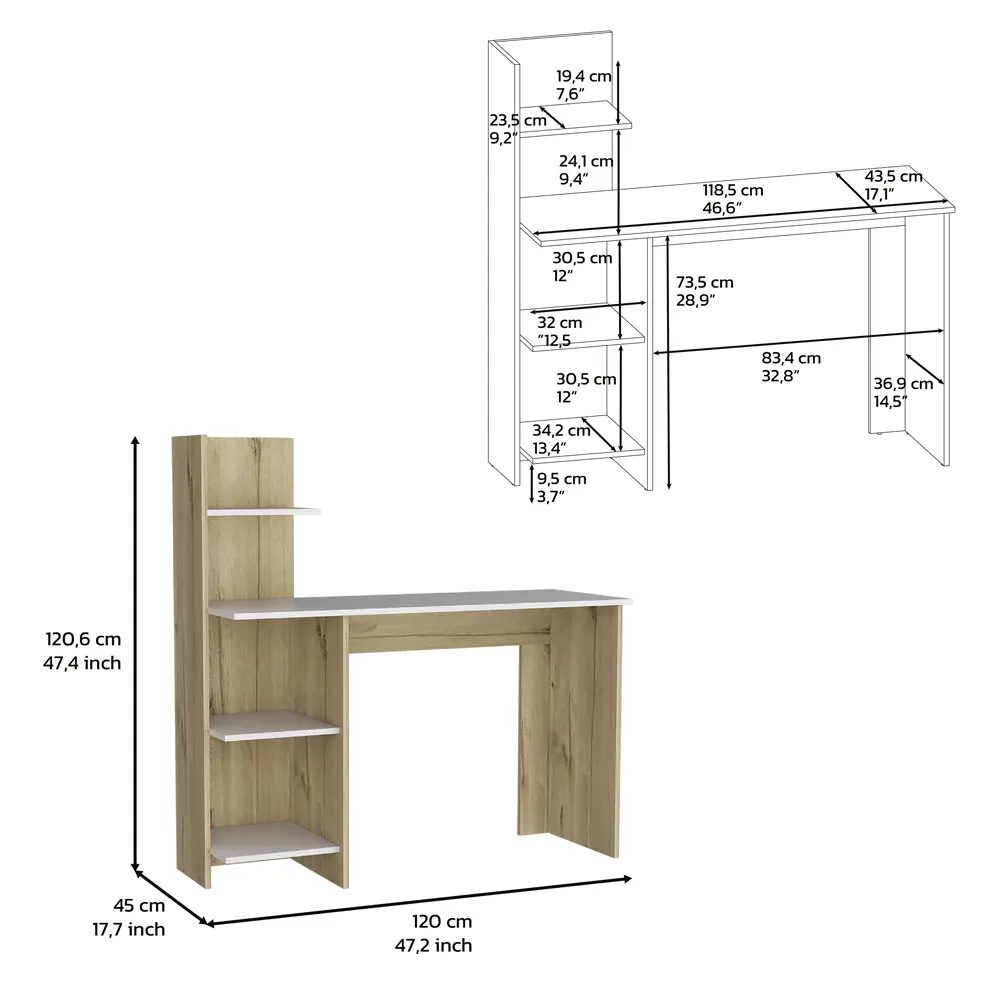 19,4 cm
7,6”
23,5 cm
9,2”
24,1 cm
9,4”
118,5 cm
46,6”
43,5 cm
17,1”
30,5 cm
12”
73,5 cm
28,9”
32 cm
”12,5
83,4 cm
32,8”
30,5 cm
12”
36,9 cm
14,5”
34,2 cm
13,4”
9,5 cm
3,7”
120,6 cm
47,4 inch
45 cm
17,7 inch
120 cm
47,2 inch